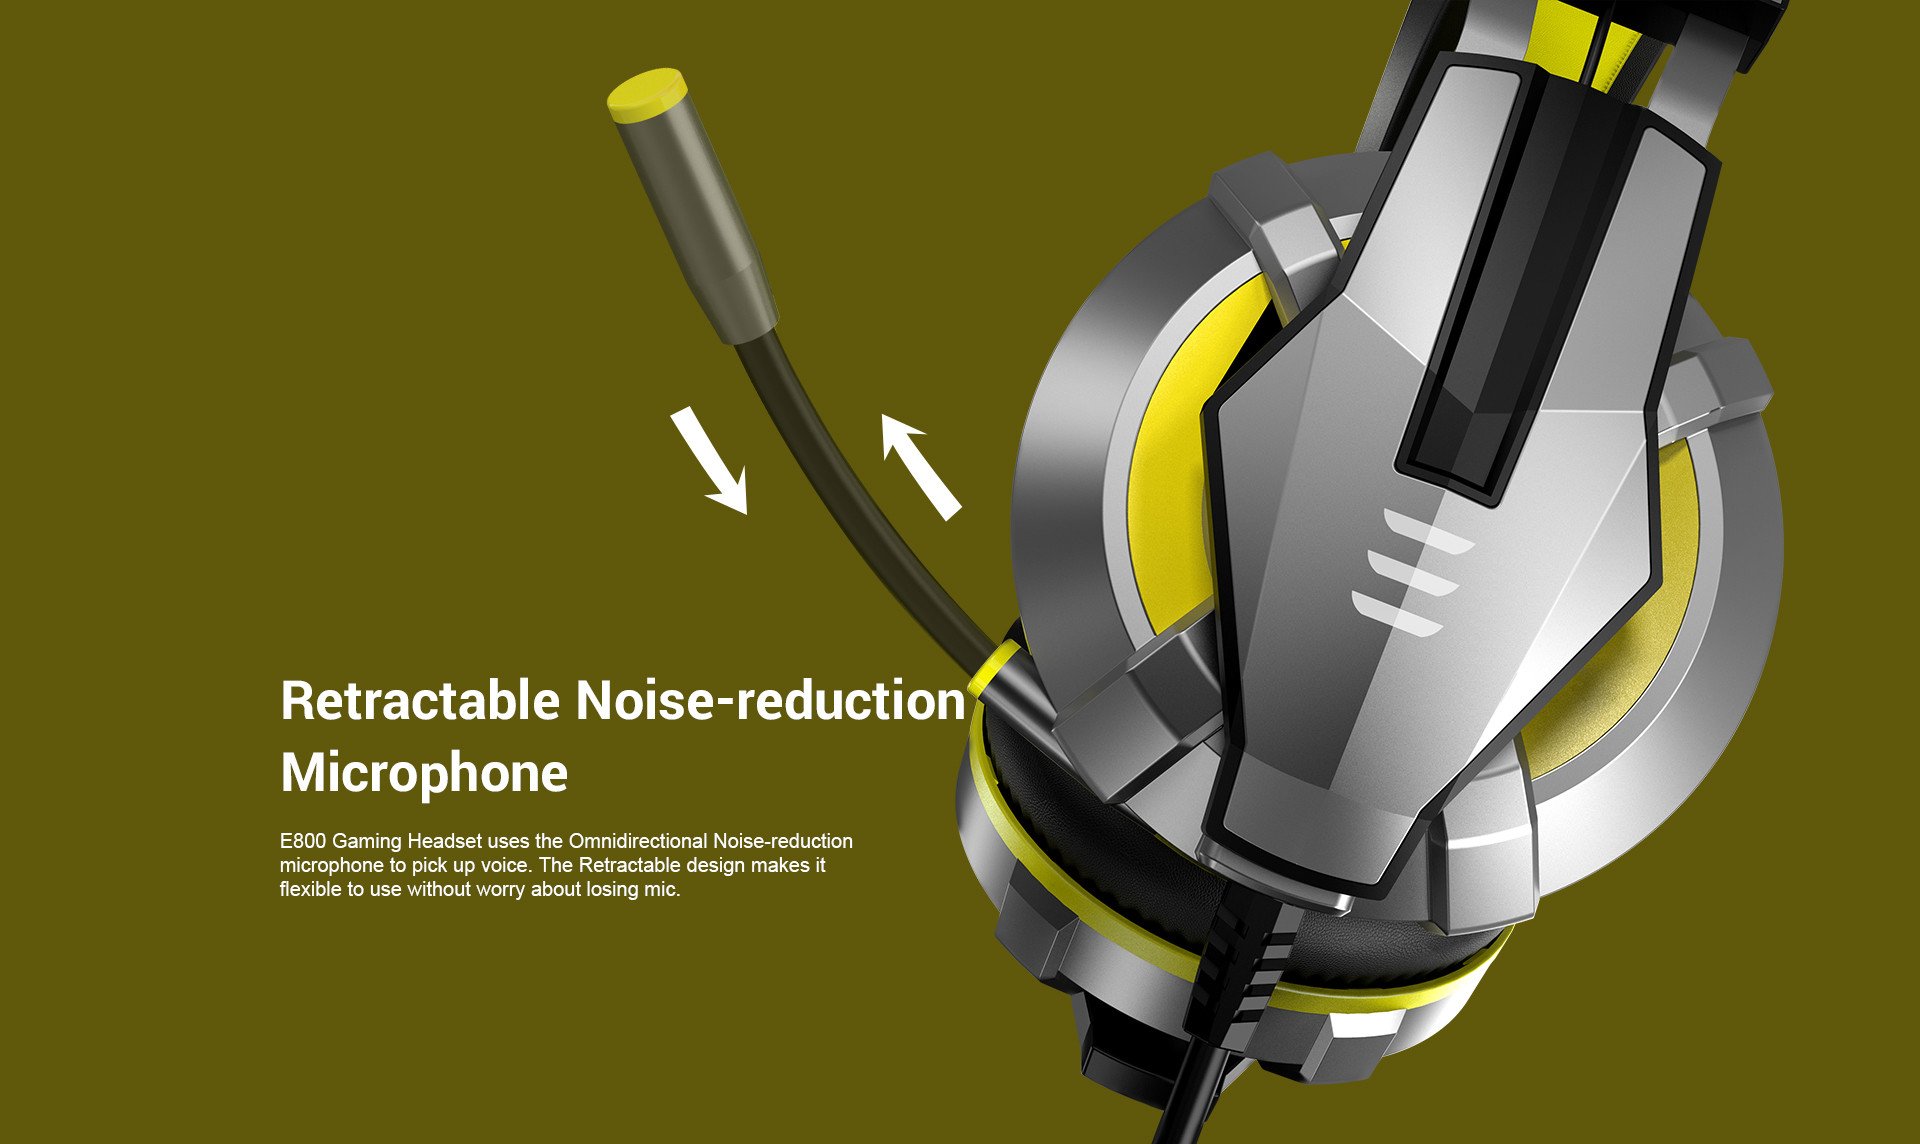 Retractable Noise-reduction
Microphone
E800 Gaming Headset uses the Omnidirectional Noise-reduction
microphone to pick up voice. The Retractable design makes it
flexible to use without worry about losing mic.